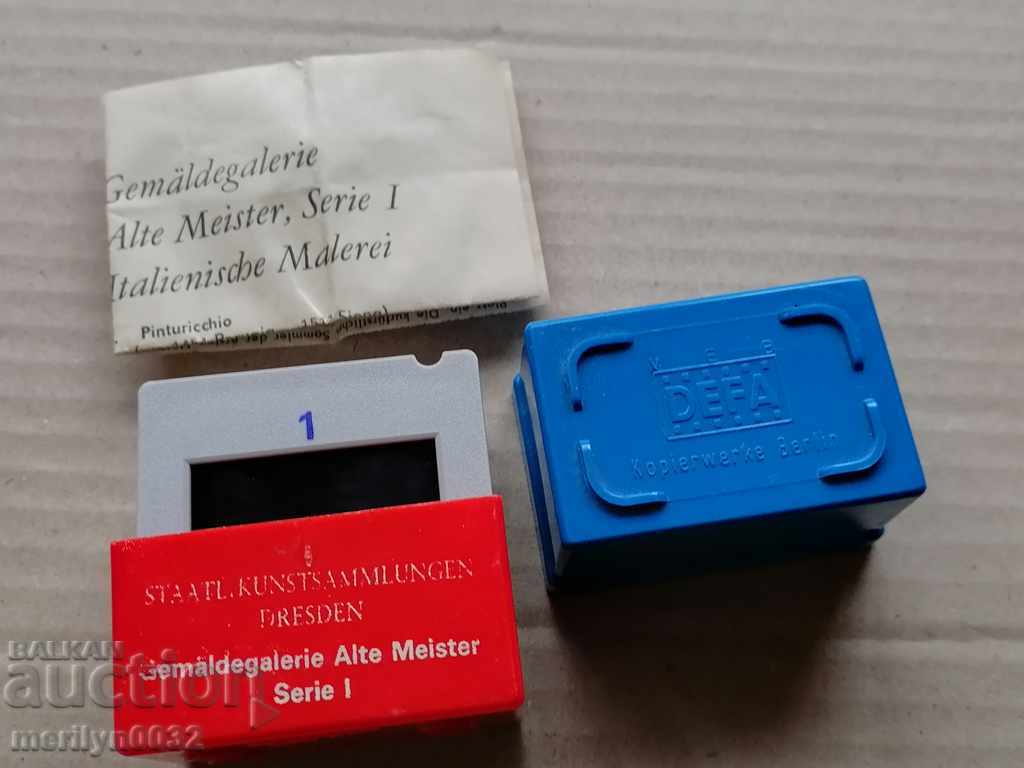 Gemäldegalerie
Alte Meister, Serie I
Italienische Malerei
Pinturicchio
1
VEB
DEFA
Kopierwerke Berlin
STAATL. KUNSTSAMMLUNGEN
DRESDEN
Gemäldegalerie Alte Meister
Serie I
BALKAN
auction
merilyn0032